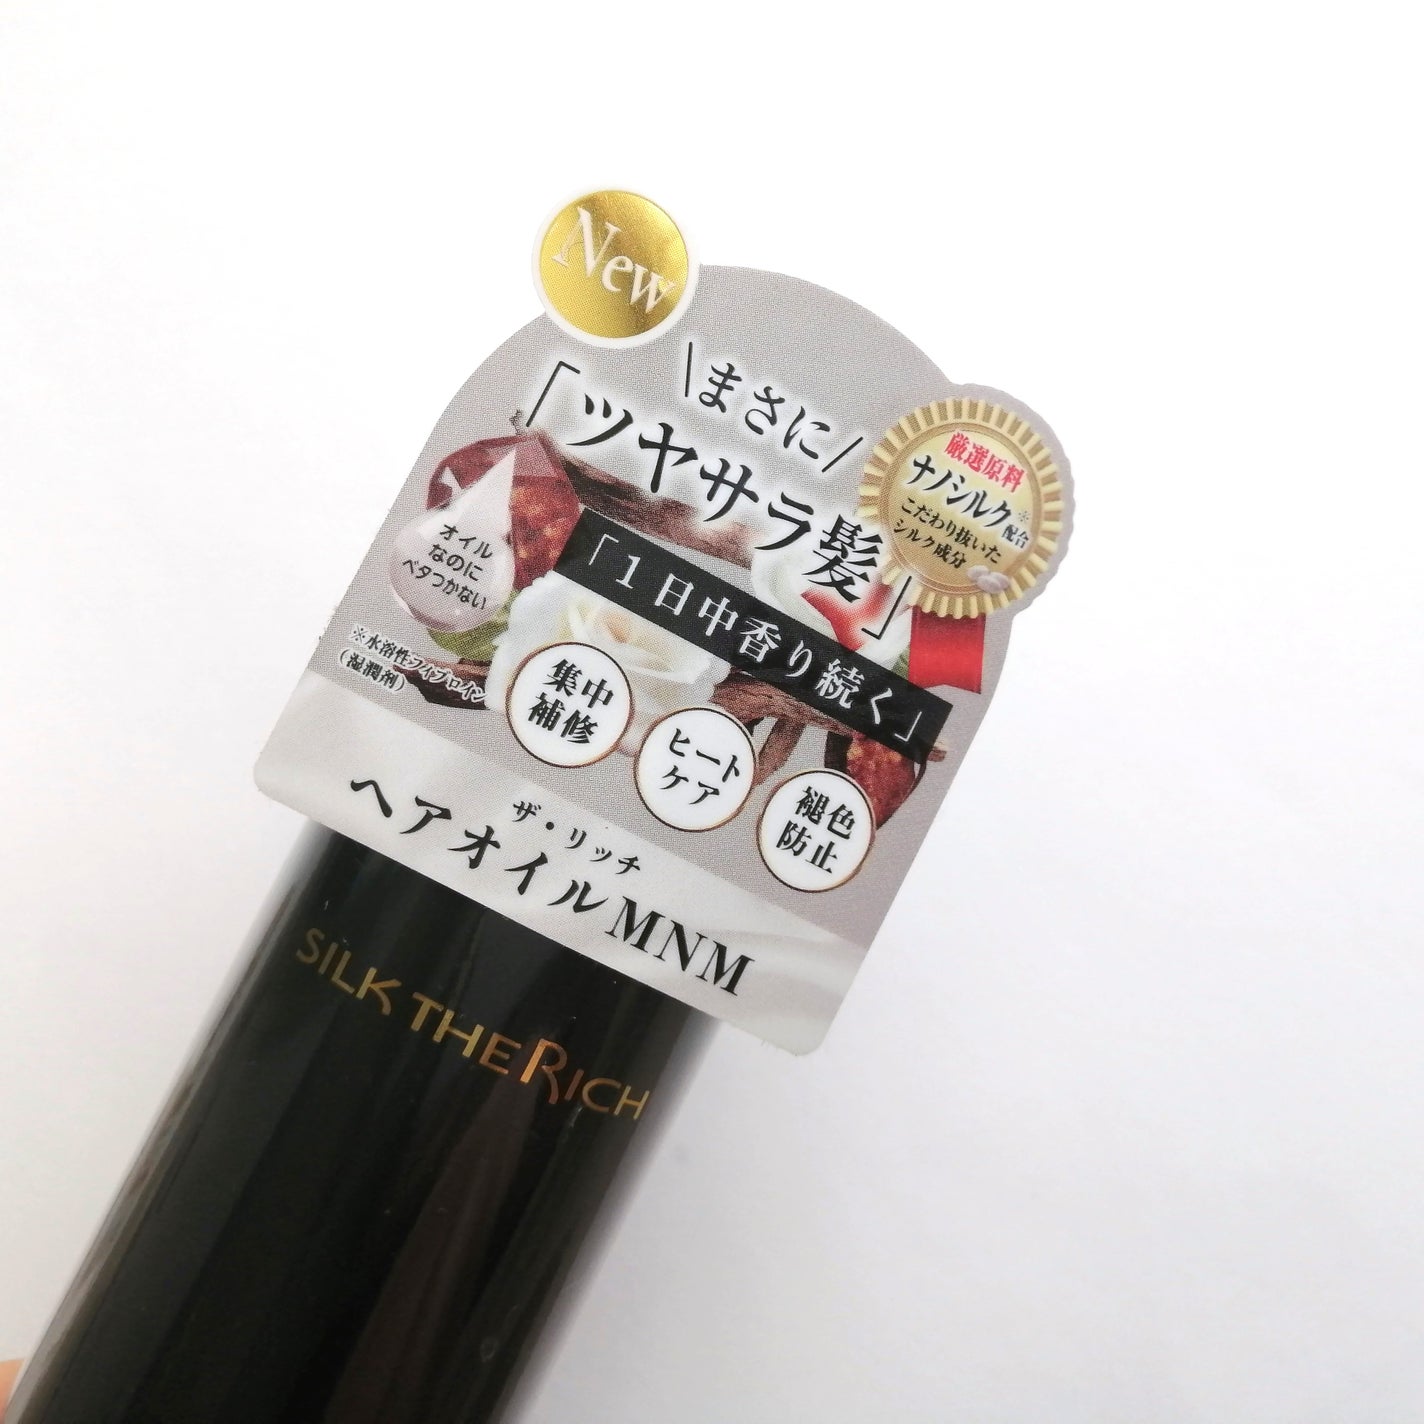 New
\まさに/
「ツヤサラ髪」
厳選原料
ナノシルク※配合
こだわり抜いた
シルク成分
オイル
なのに
ベタつかない
「1日中香り続く」
※水溶性フィブロイン
(湿潤剤)
集中
補修
ヒート
ケア
褪色
防止
ザ・リッチ
ヘアオイルMNM
SILK THE RICH